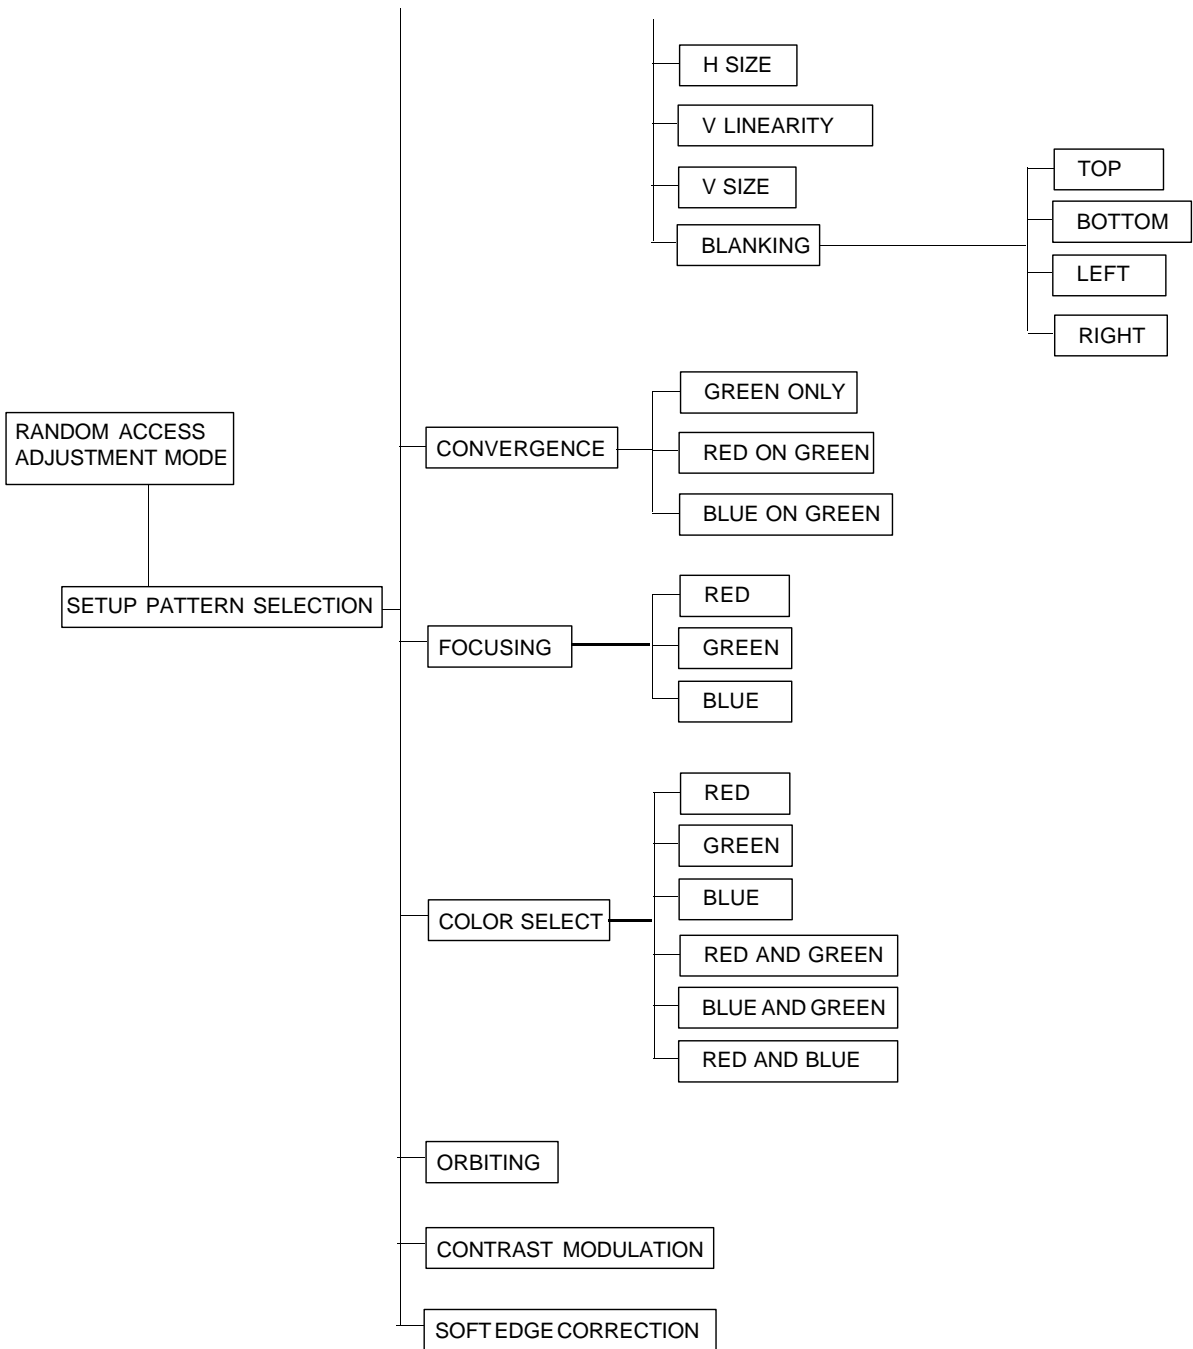 H SIZE
V LINEARITY
V SIZE
BLANKING
TOP
BOTTOM
LEFT
RIGHT
RANDOM ACCESS
ADJUSTMENT MODE
SETUP PATTERN SELECTION
CONVERGENCE
GREEN ONLY
RED ON GREEN
BLUE ON GREEN
FOCUSING
RED
GREEN
BLUE
COLOR SELECT
RED
GREEN
BLUE
RED AND GREEN
BLUE AND GREEN
RED AND BLUE
ORBITING
CONTRAST MODULATION
SOFT EDGE CORRECTION